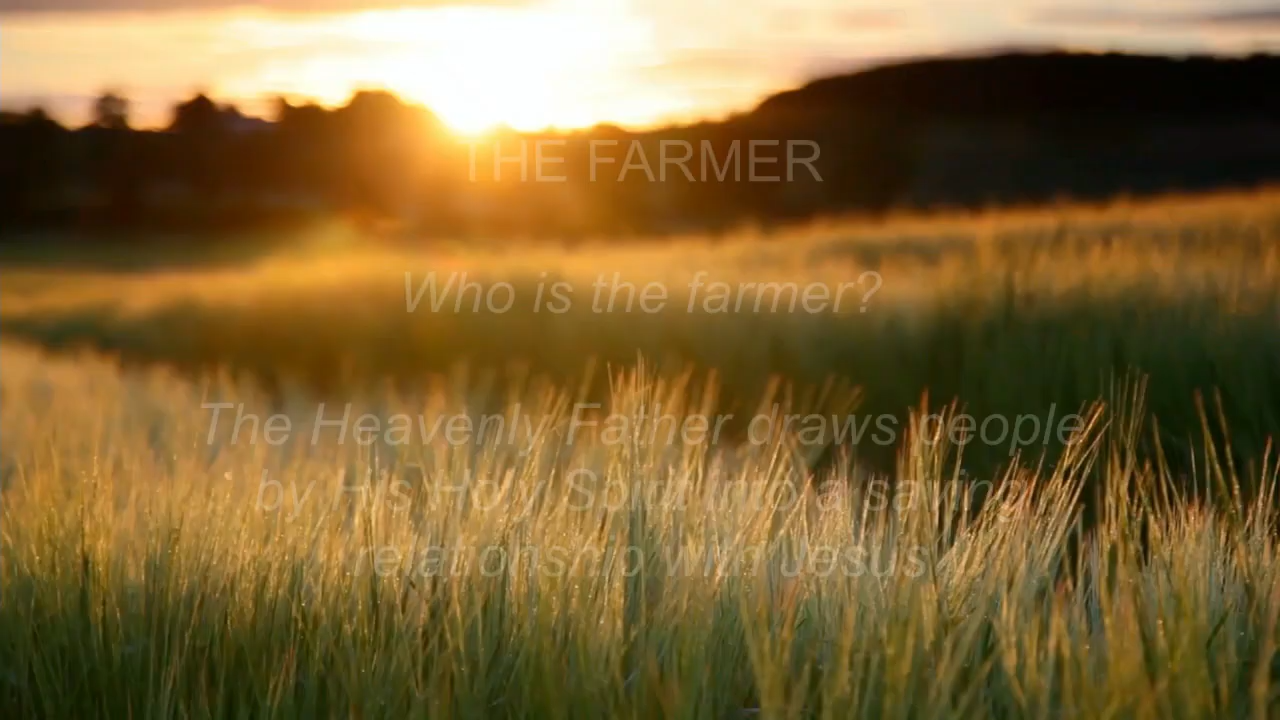 THE FARMER
Who is the farmer?
The Heavenly Father draws people
by His Holy Spirit into a saving
relationship with Jesus